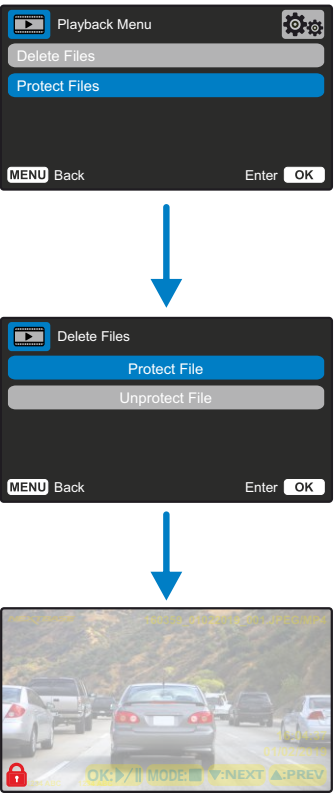 Playback Menu
Delete Files
Protect Files
MENU Back
Enter OK
Delete Files
Protect File
Unprotect File
MENU Back
Enter OK
OK: MODE: :NEXT :PREV